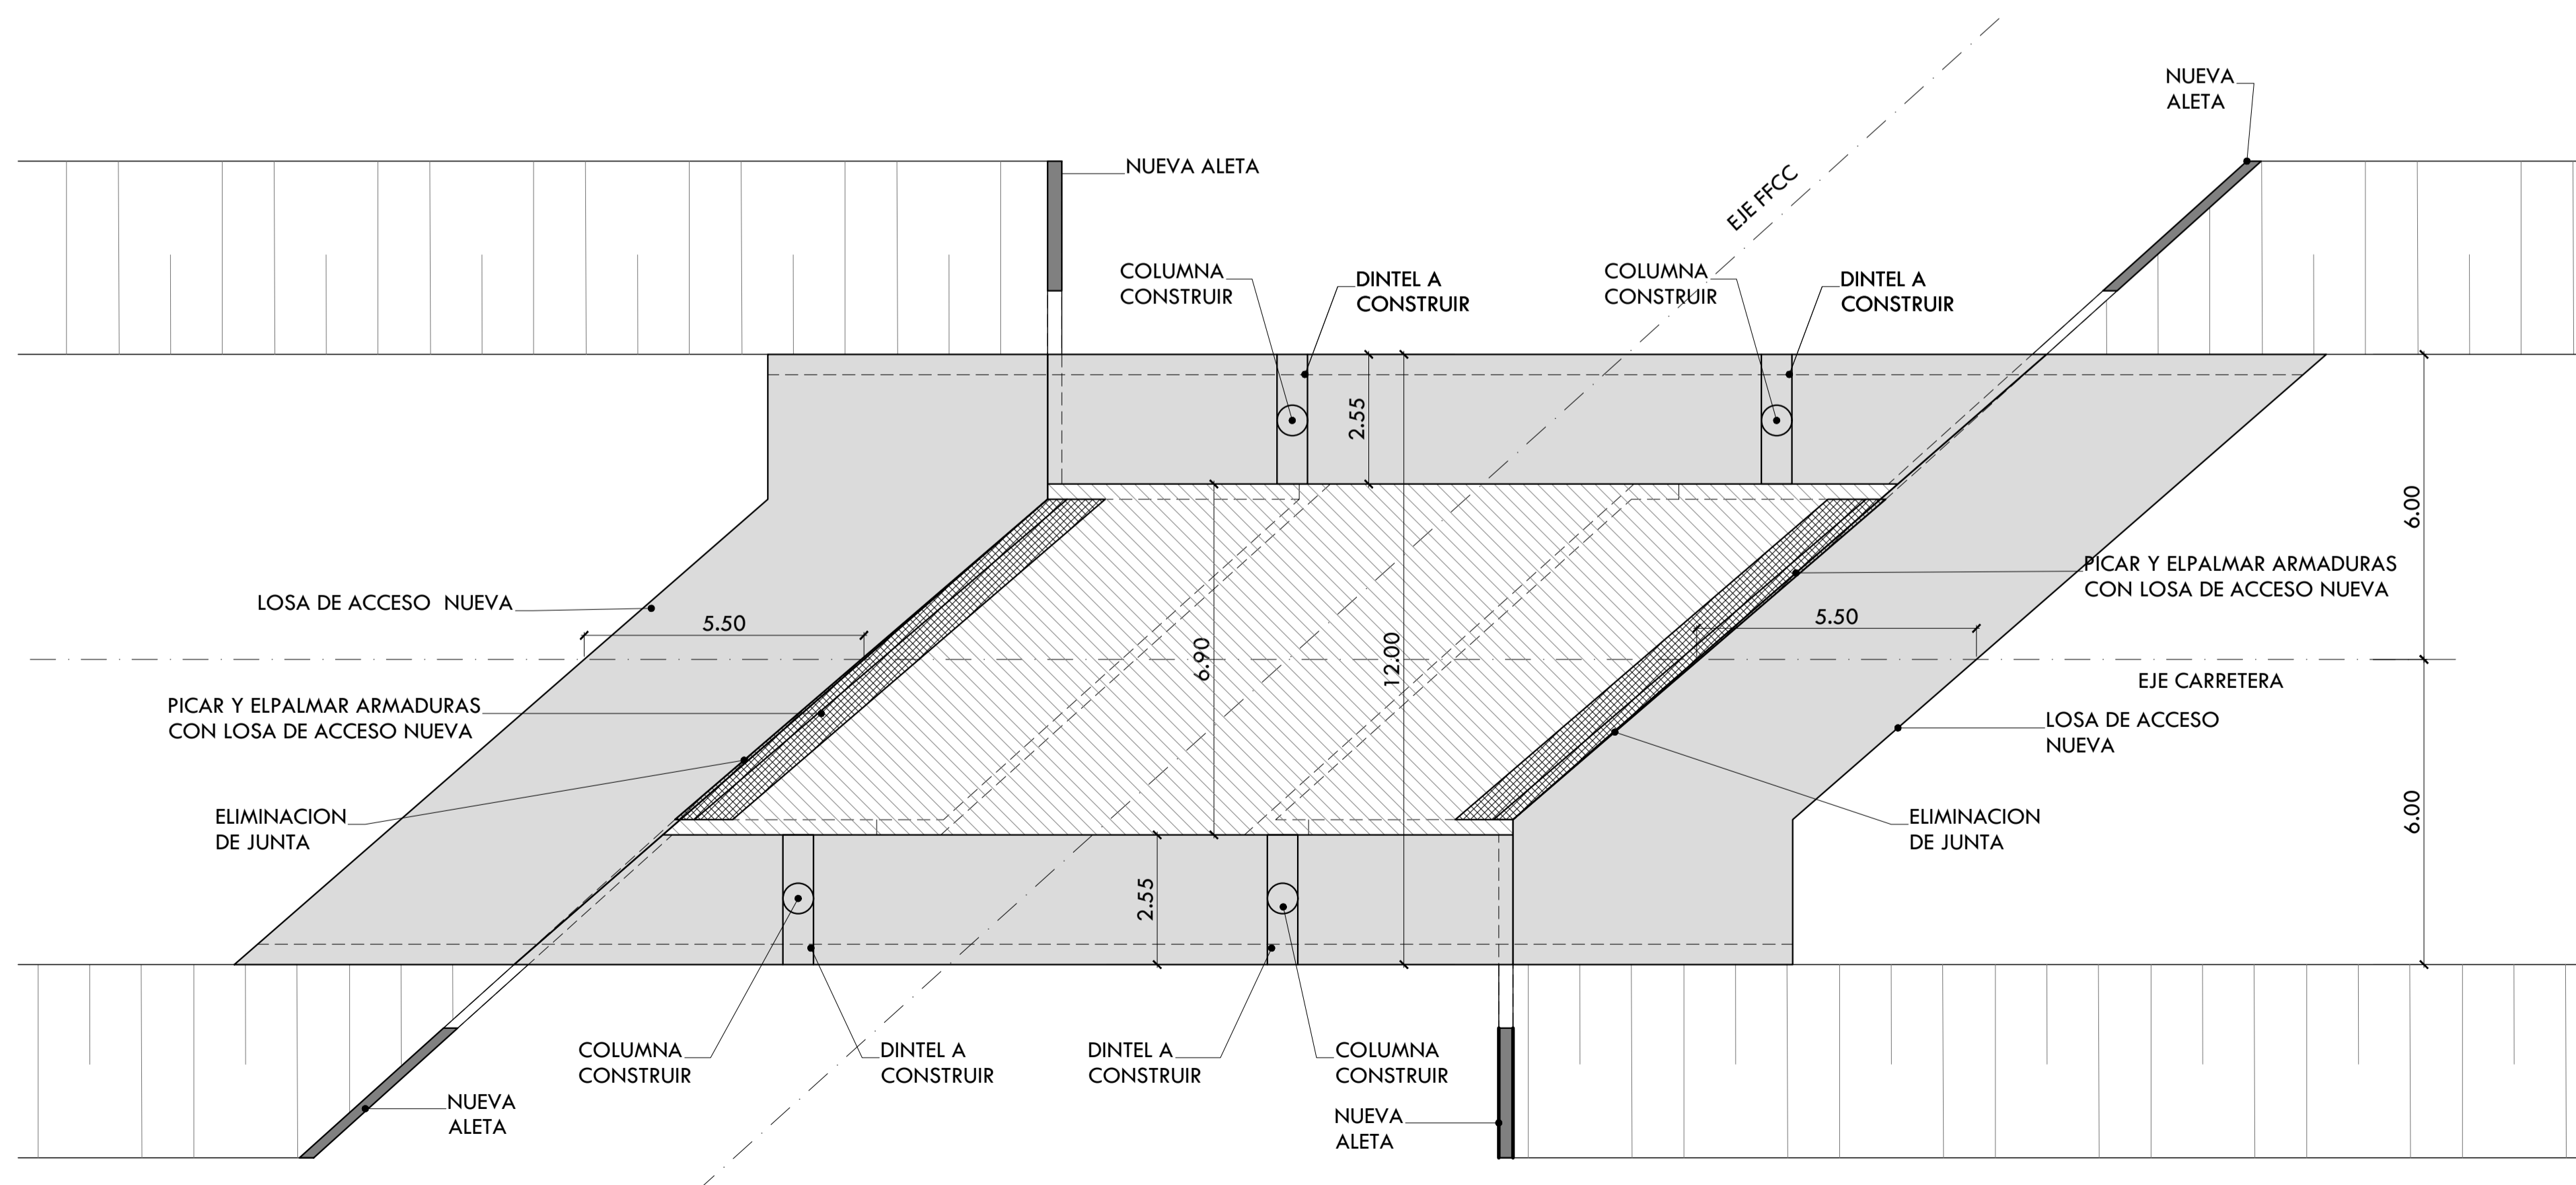 NUEVA
ALETA
NUEVA ALETA
EJE FFCC
COLUMNA
CONSTRUIR
DINTEL A
CONSTRUIR
COLUMNA
CONSTRUIR
DINTEL A
CONSTRUIR
2.55
6.00
PICAR Y ELPALMAR ARMADURAS
CON LOSA DE ACCESO NUEVA
LOSA DE ACCESO NUEVA
5.50
5.50
6.90
12.00
EJE CARRETERA
PICAR Y ELPALMAR ARMADURAS
CON LOSA DE ACCESO NUEVA
LOSA DE ACCESO
NUEVA
ELIMINACION
DE JUNTA
ELIMINACION
DE JUNTA
6.00
2.55
COLUMNA
CONSTRUIR
DINTEL A
CONSTRUIR
DINTEL A
CONSTRUIR
COLUMNA
CONSTRUIR
NUEVA
ALETA
NUEVA
ALETA